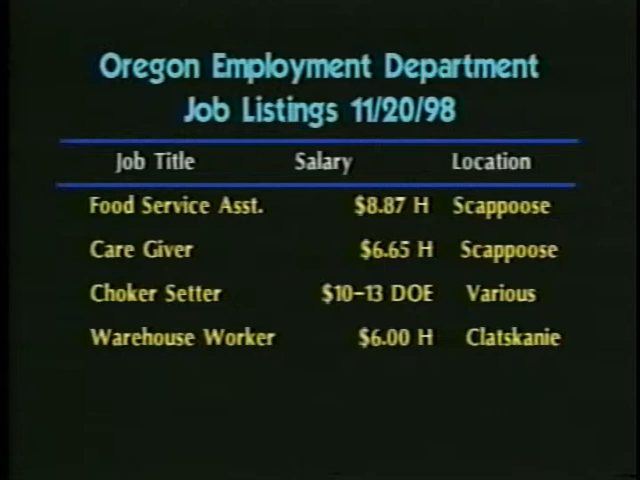 Oregon Employment Department
Job Listings 11/20/98
Job Title Salary Location
Food Service Asst. $8.87 H Scappoose
Care Giver $6.65 H Scappoose
Choker Setter $10-13 DOE Various
Warehouse Worker $6.00 H Clatskanie